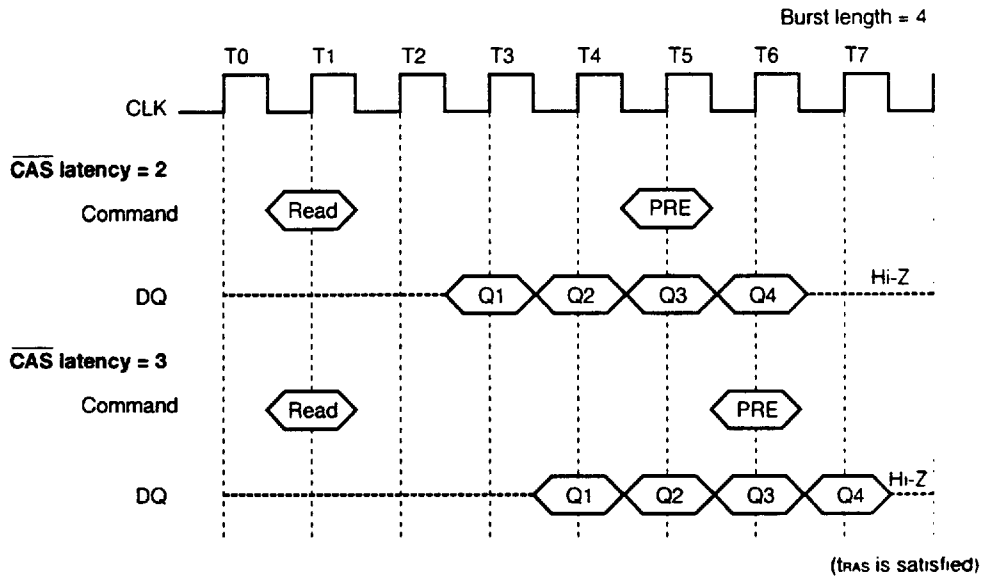 Burst length = 4
T0 T1 T2 T3 T4 T5 T6 T7
CLK
CAS latency = 2
Command Read PRE
DQ Q1 Q2 Q3 Q4 Hi-Z
CAS latency = 3
Command Read PRE
DQ Q1 Q2 Q3 Q4 Hi-Z
(tRAS is satisfied)